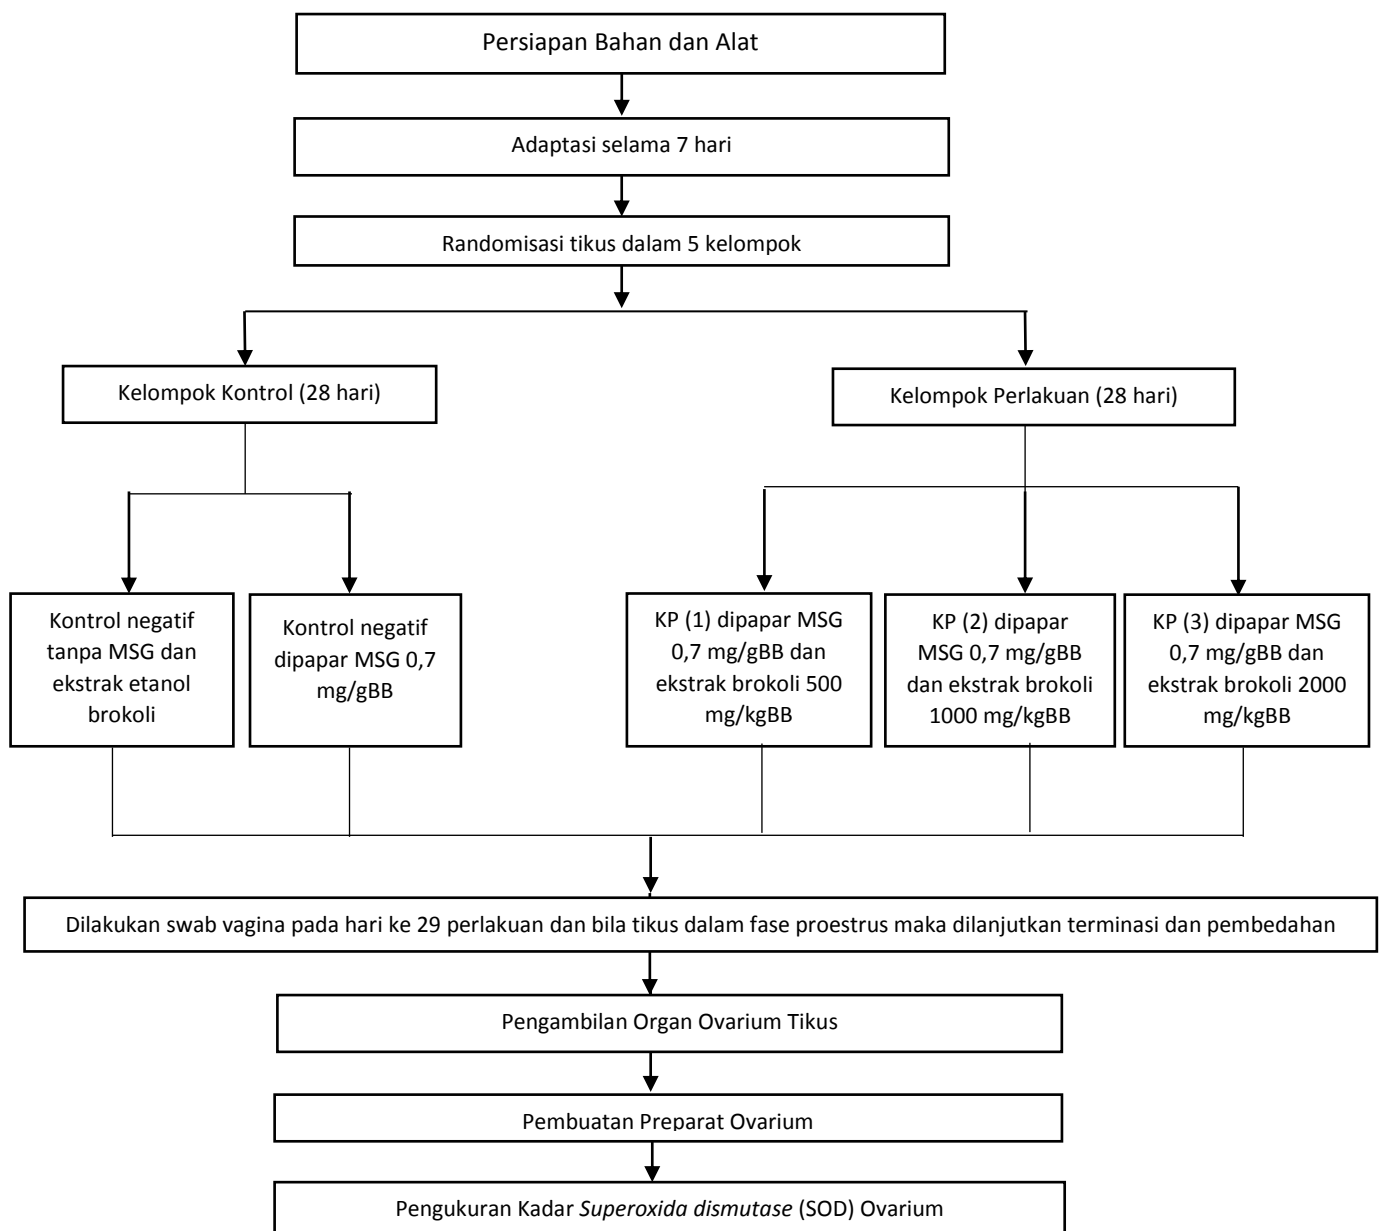 Persiapan Bahan dan Alat
Adaptasi selama 7 hari
Randomisasi tikus dalam 5 kelompok
Kelompok Kontrol (28 hari)
Kelompok Perlakuan (28 hari)
Kontrol negatif
tanpa MSG dan
ekstrak etanol
brokoli
Kontrol negatif
dipapar MSG 0,7
mg/gBB
KP (1) dipapar MSG
0,7 mg/gBB dan
ekstrak brokoli 500
mg/kgBB
KP (2) dipapar
MSG 0,7 mg/gBB
dan ekstrak brokoli
1000 mg/kgBB
KP (3) dipapar MSG
0,7 mg/gBB dan
ekstrak brokoli 2000
mg/kgBB
Dilakukan swab vagina pada hari ke 29 perlakuan dan bila tikus dalam fase proestrus maka dilanjutkan terminasi dan pembedahan
Pengambilan Organ Ovarium Tikus
Pembuatan Preparat Ovarium
Pengukuran Kadar Superoxida dismutase (SOD) Ovarium